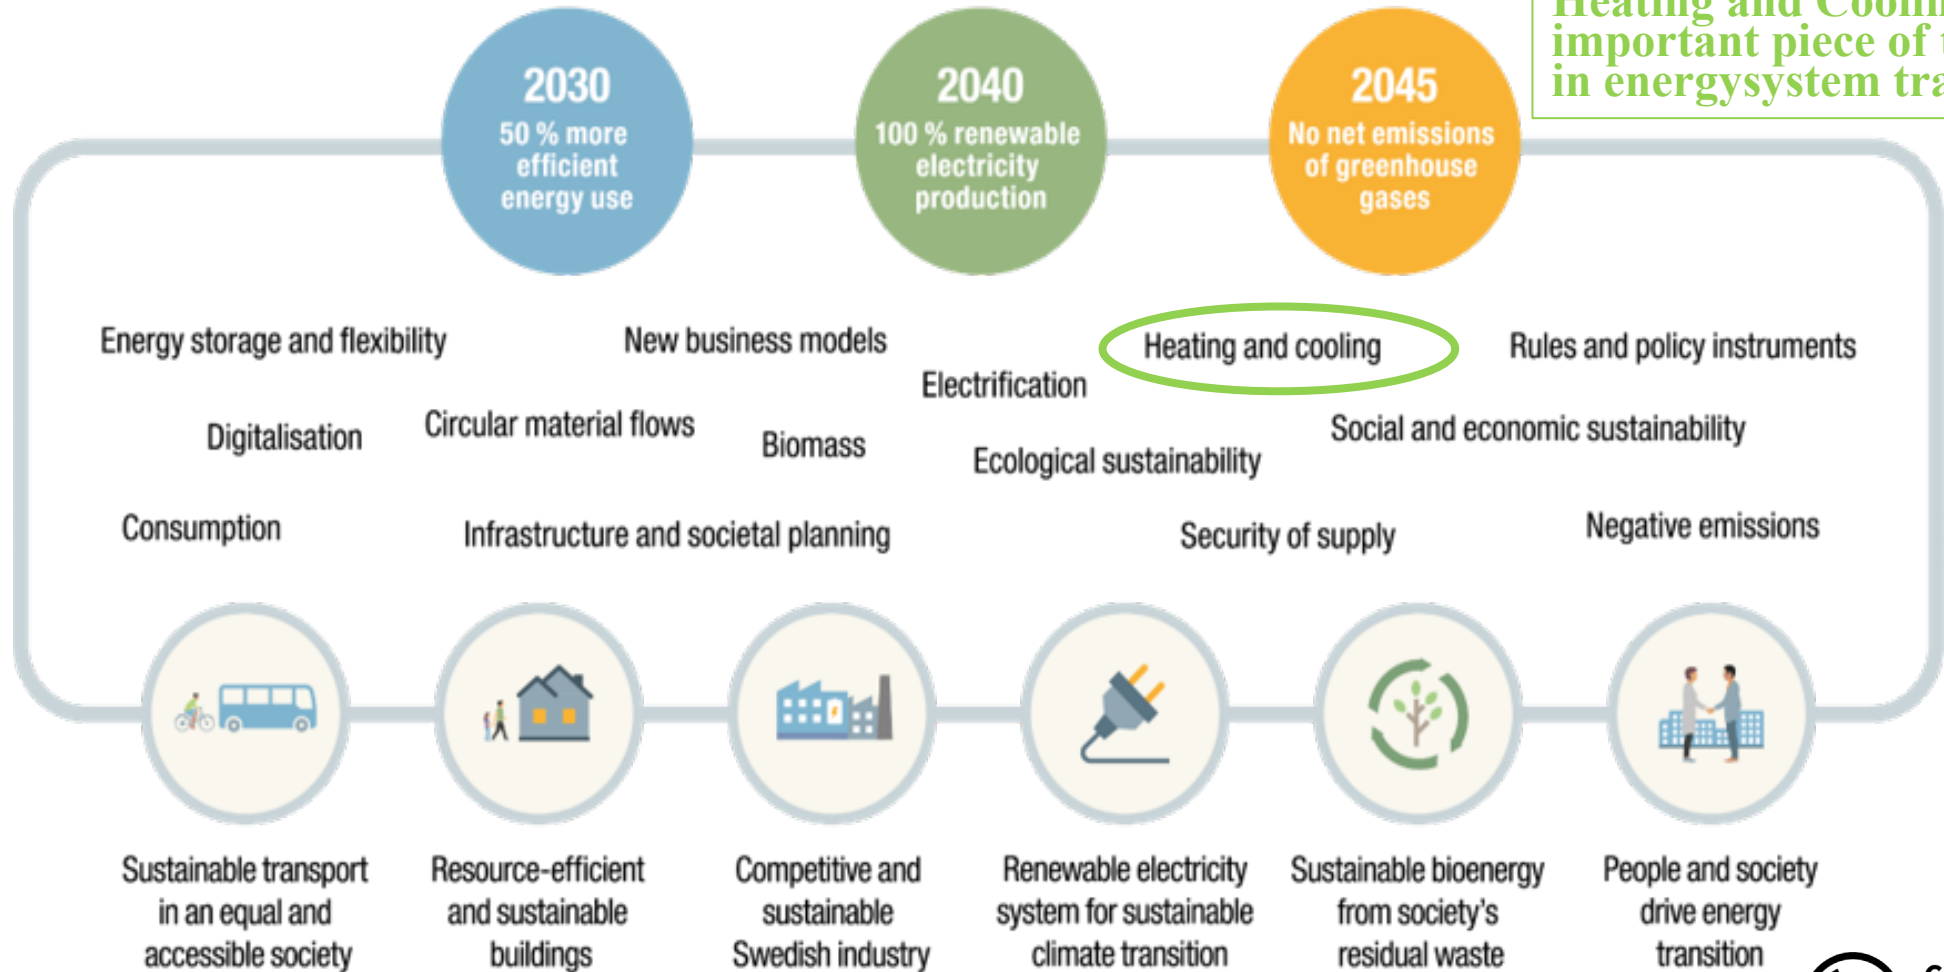 Heating and
important piece of
in energysystem
2030
50 % more
efficient
energy use
2040
100 % renewable
electricity
production
2045
No net emissions
of greenhouse
gases
Energy storage and flexibility
New business models
Heating and cooling
Rules and policy instruments
Electrification
Digitalisation
Circular material flows
Biomass
Social and economic sustainability
Ecological sustainability
Consumption
Infrastructure and societal planning
Security of supply
Negative emissions
Sustainable transport
in an equal and
accessible society
Resource-efficient
and sustainable
buildings
Competitive and
sustainable
Swedish industry
Renewable electricity
system for sustainable
climate transition
Sustainable bioenergy
from society's
residual waste
People and society
drive energy
transition